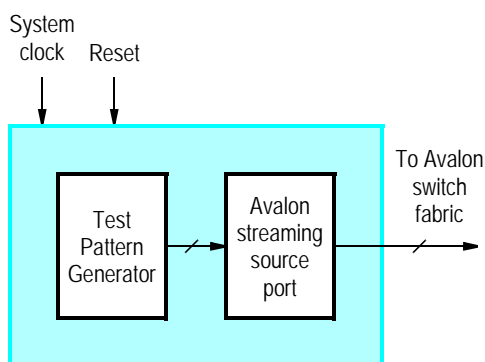 System
clock
Reset
To Avalon
switch
fabric
Test
Pattern
Generator
Avalon
streaming
source
port